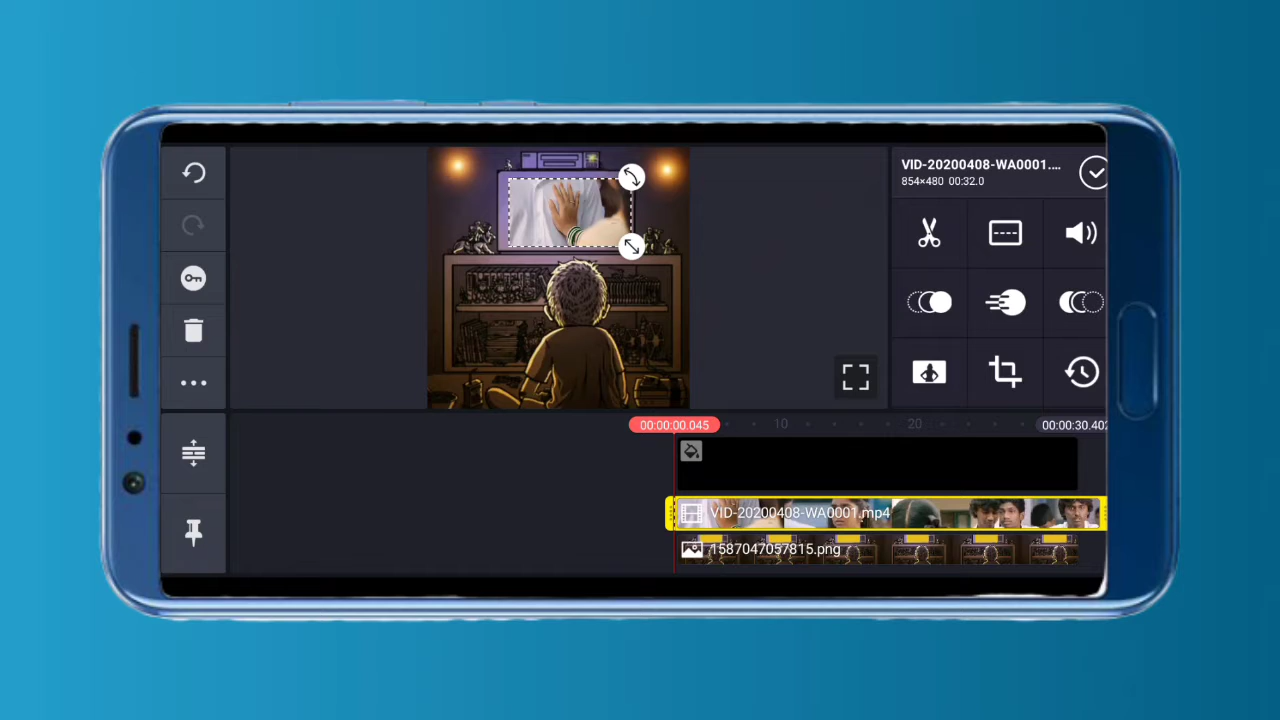 VID-20200408-WA0001....
854×480 00:32.0
00:00:00.045
10
20
00:00:30.402
VID-20200408-WA0001.mp4
1587047057815.png